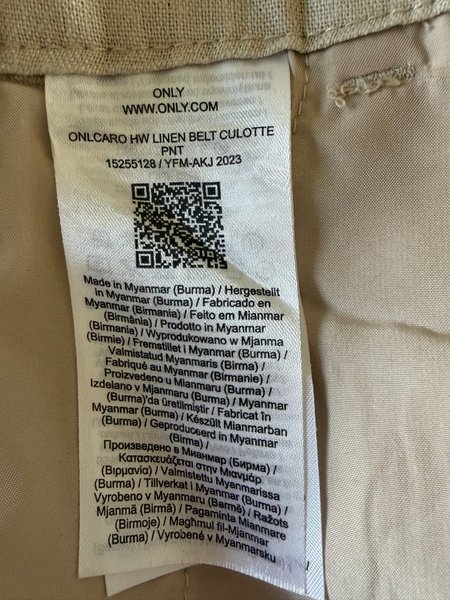 ONLY
WWW.ONLY.COM
ONLCARO HW LINEN BELT CULOTTE
PNT
15255128 / YFM-AKJ 2023
Made in Myanmar (Burma) / Hergestellt
in Myanmar (Burma) / Fabricado en
Myanmar (Birmania) / Feito em Mianmar
(Birmânia) / Prodotto in Myanmar
(Birmania) / Wyprodukowano w Mjanma
(Birmie) / Fremstillet i Myanmar (Burma) /
Valmistatud Myanmaris (Birma) /
Fabriqué au Myanmar (Birmanie) /
Proizvedeno u Mianmaru (Burma) /
Izdelano v Mjanmaru (Burma) / Myanmar
(Burma)'da üretilmiştir / Fabricat în
Myanmar (Burma) / Készült Mianmarban
(Burma) / Geproduceerd in Myanmar
(Birma) /
Произведено в Мианмар (Бирма) /
Κατασκευάζεται στην Μιανμάρ
(Βιρμανία) / Valmistettu Myanmarissa
(Burma) / Tillverkat i Myanmar (Burma) /
Vyrobeno v Myanmaru (Barmě) / Ražots
Mjanmā (Birmā) / Pagaminta Mianmare
(Birmoje) / Magħmul fil-Mjanmar
(Burma) / Vyrobené v Myanmarsku